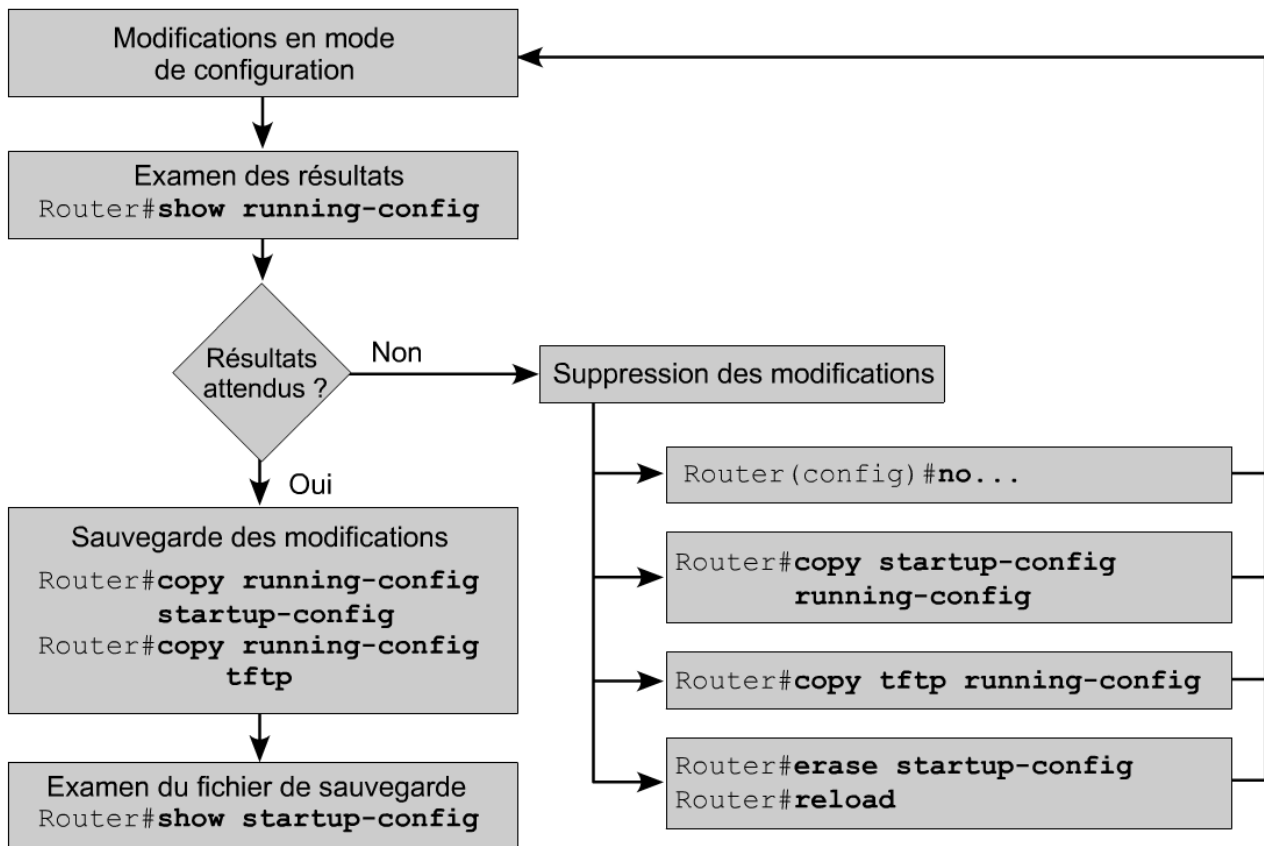 Modifications en mode
de configuration
Examen des résultats
Router#show running-config
Résultats
attendus ?
Non
Suppression des modifications
Router(config)#no...
Router#copy startup-config
running-config
Router#copy tftp running-config
Router#erase startup-config
Router#reload
Oui
Sauvegarde des modifications
Router#copy running-config
startup-config
Router#copy running-config
tftp
Examen du fichier de sauvegarde
Router#show startup-config